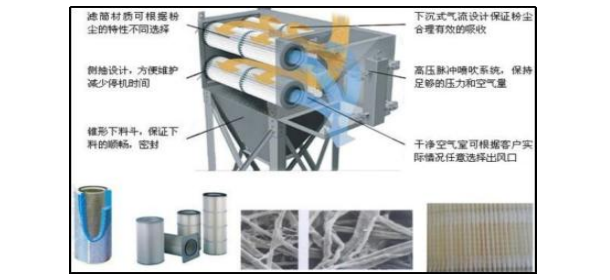 滤筒材质可根据粉
尘的特性不同选择
侧抽设计，方便维护
减少停机时间
锥形下料斗，保证下
料的顺畅，密封
下沉式气流设计保证粉尘
合理有效的吸收
高压脉冲喷吹系统，保持
足够的压力和空气量
干净空气室可根据客户实
际情况任意选择出风口